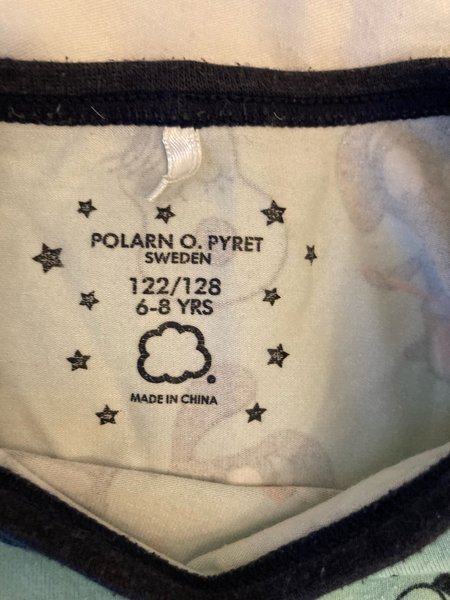 POLARN O. PYRET
SWEDEN
122/128
6-8 YRS
MADE IN CHINA